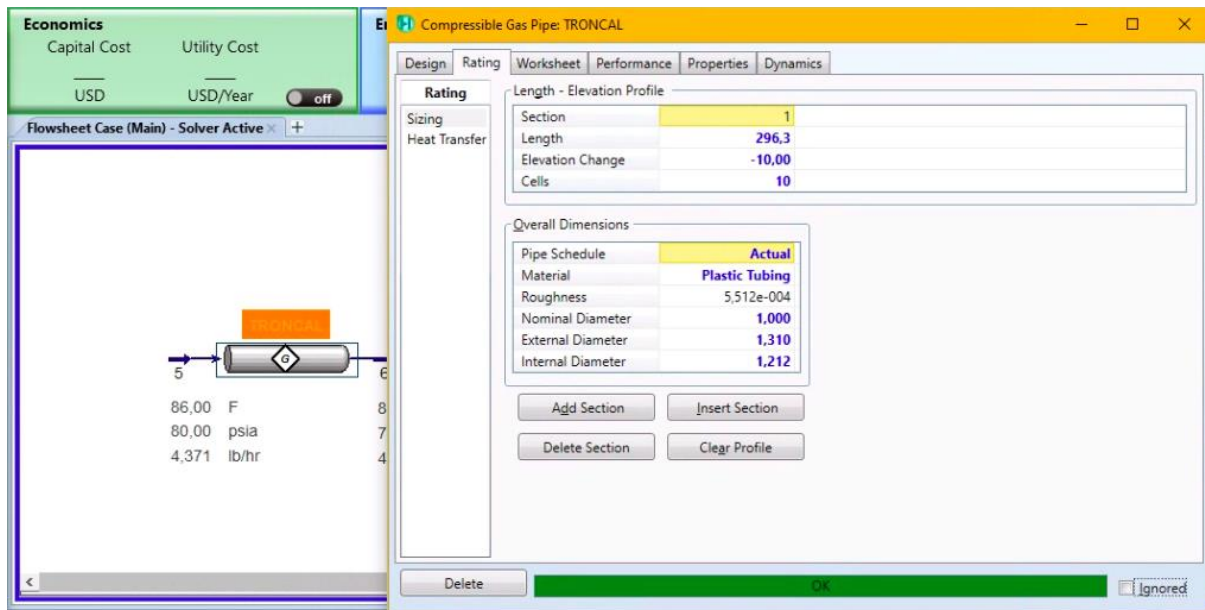 Economics
Capital Cost Utility Cost
USD USD/Year off
Flowsheet Case (Main) - Solver Active × +
TRONCAL
G
5 6
86,00 F 8
80,00 psia 7
4,371 lb/hr 4
Compressible Gas Pipe: TRONCAL
Design Rating Worksheet Performance Properties Dynamics
Rating
Sizing
Heat Transfer
Length - Elevation Profile
Section 1
Length 296,3
Elevation Change -10,00
Cells 10
Overall Dimensions
Pipe Schedule Actual
Material Plastic Tubing
Roughness 5,512e-004
Nominal Diameter 1,000
External Diameter 1,310
Internal Diameter 1,212
Add Section Insert Section
Delete Section Clear Profile
Delete OK Ignored